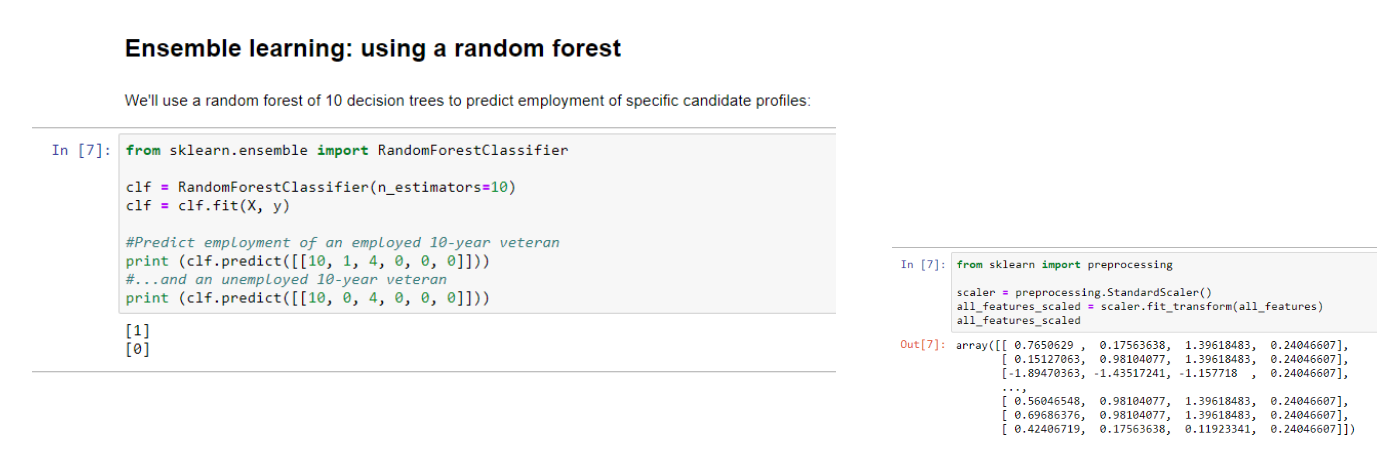 Ensemble learning: using a random forest
We'll use a random forest of 10 decision trees to predict employment of specific candidate profiles:
In [7]: from sklearn.ensemble import RandomForestClassifier
clf = RandomForestClassifier(n_estimators=10)
clf = clf.fit(X, y)
#Predict employment of an employed 10-year veteran
print (clf.predict([[10, 1, 4, 0, 0, 0]]))
#...and an unemployed 10-year veteran
print (clf.predict([[10, 0, 4, 0, 0, 0]]))
[1]
[0]
In [7]: from sklearn import preprocessing
scaler = preprocessing.StandardScaler()
all_features_scaled = scaler.fit_transform(all_features)
all_features_scaled
Out[7]: array([[ 0.7650629 , 0.17563638, 1.39618483, 0.24046607],
[ 0.15127063, 0.98104077, 1.39618483, 0.24046607],
[-1.89470363, -1.43517241, -1.157718 , 0.24046607],
...,
[ 0.56046548, 0.98104077, 1.39618483, 0.24046607],
[ 0.69686376, 0.98104077, 1.39618483, 0.24046607],
[ 0.42406719, 0.17563638, 0.11923341, 0.24046607]])